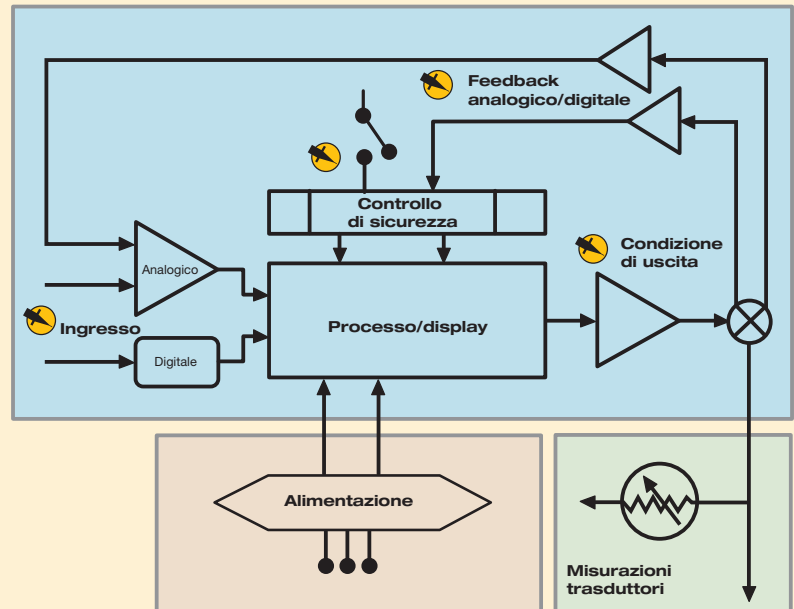 Feedback
analogico/digitale
Controllo
di sicurezza
Condizione
di uscita
Analogico
Ingresso
Processo/display
Digitale
Alimentazione
Misurazioni
trasduttori